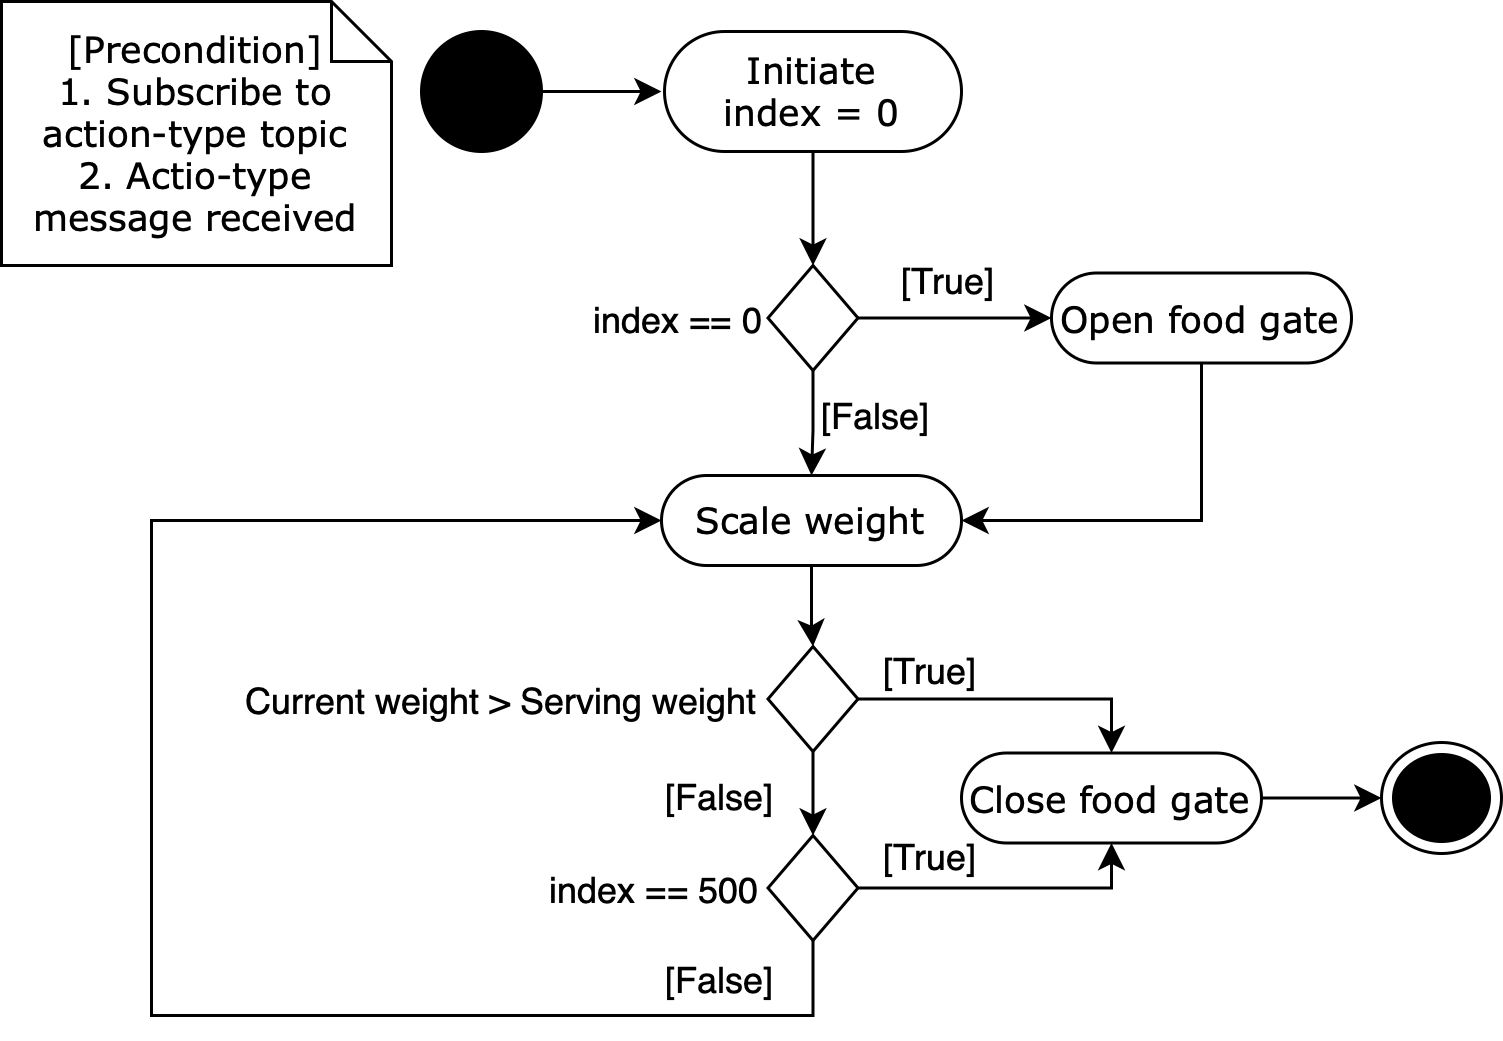 [Precondition]
1. Subscribe to
action-type topic
2. Actio-type
message received
Initiate
index = 0
index == 0
[True]
Open food gate
[False]
Scale weight
Current weight > Serving weight
[True]
[False]
Close food gate
index == 500
[True]
[False]